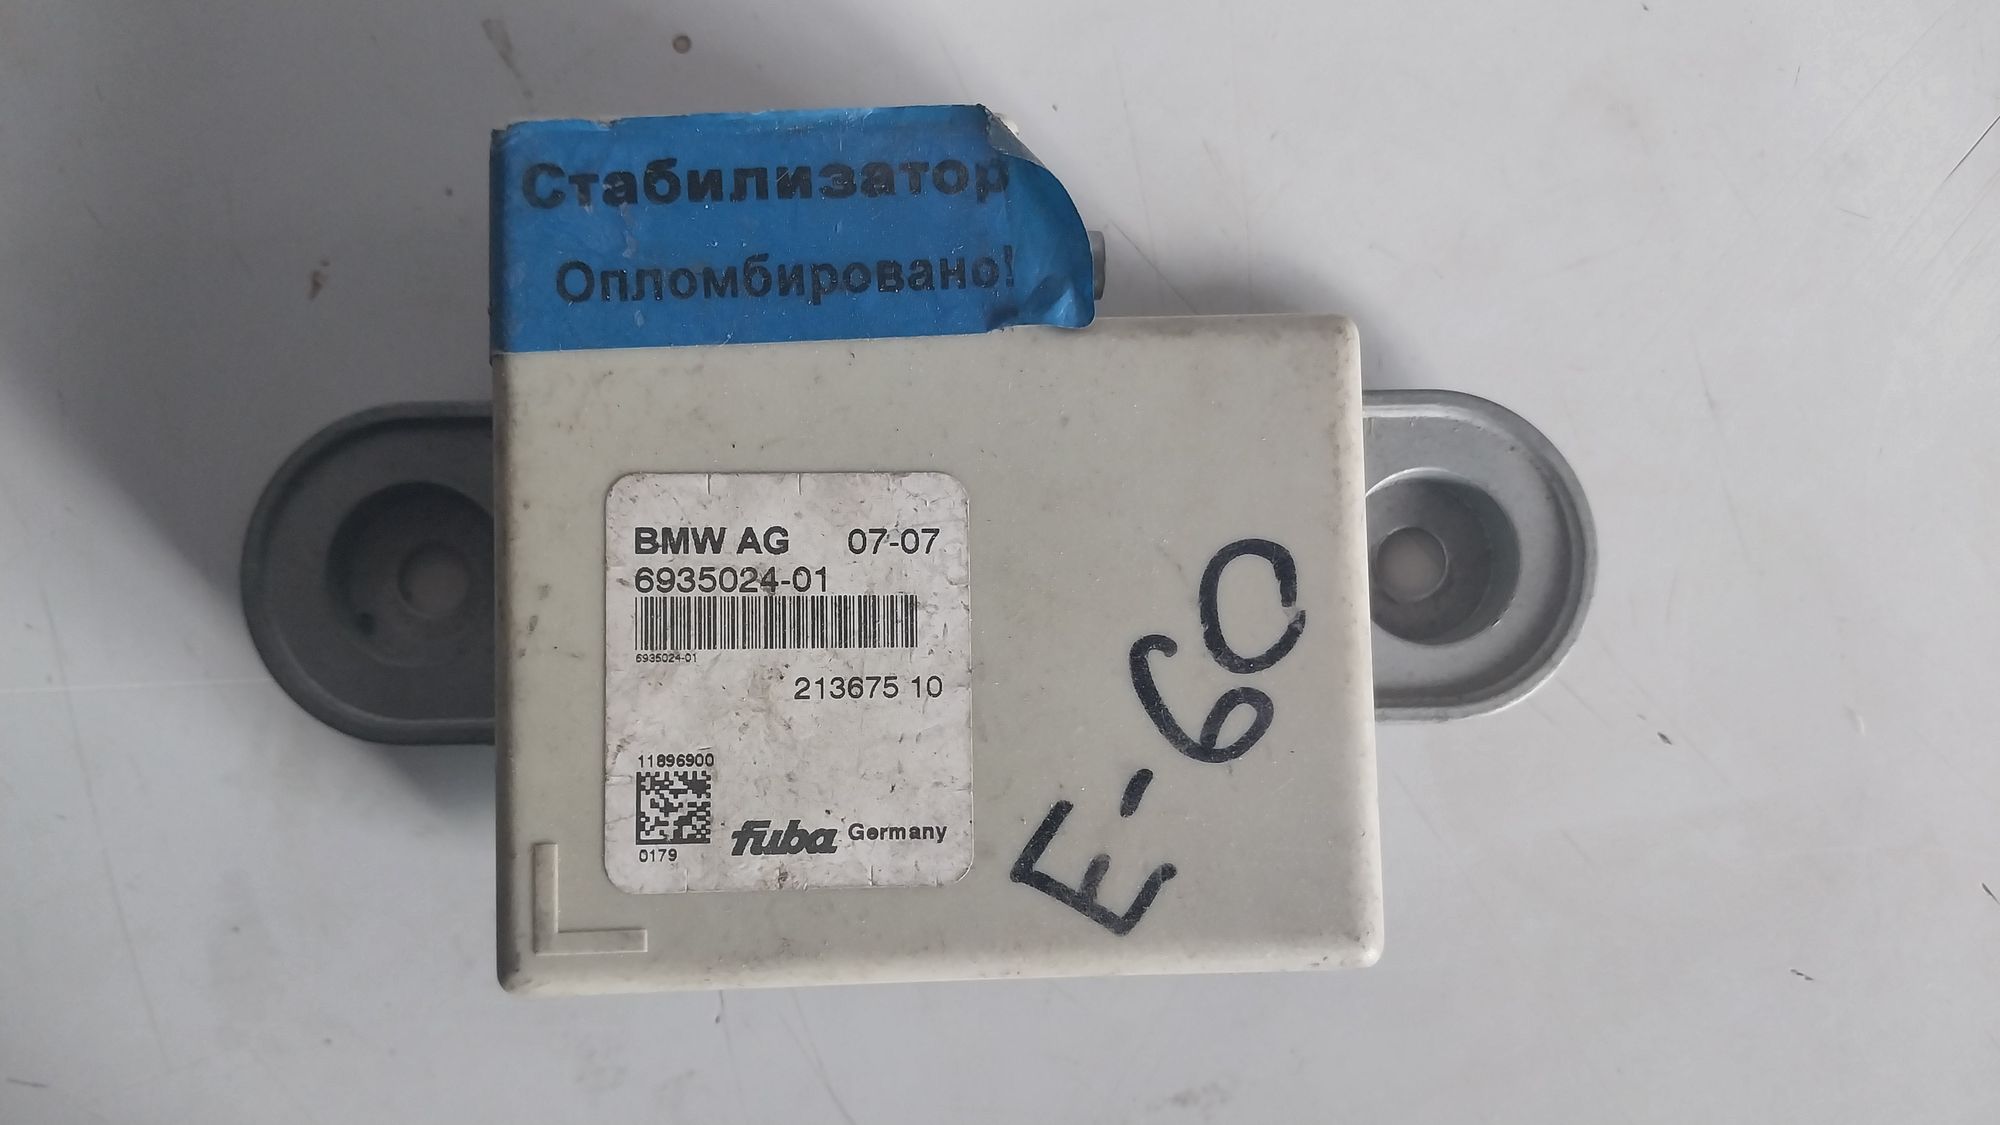 Стабилизатор
Опломбировано!
BMW AG 07-07
6935024-01
6935024-01
213675 10
11896900
0179
fuba Germany
E-60